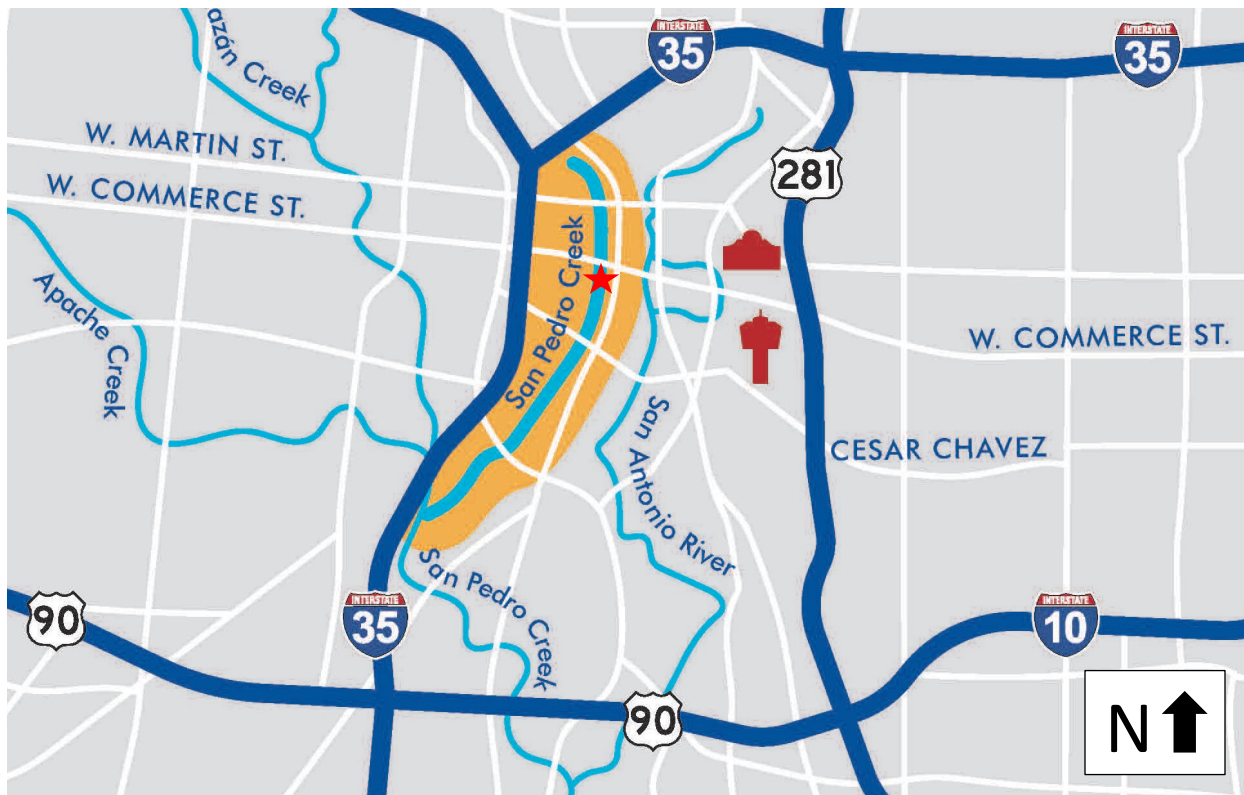 INTERSTATE
35
INTERSTATE
35
azán Creek
W. MARTIN ST.
281
W. COMMERCE ST.
San Pedro Creek
Apache Creek
W. COMMERCE ST.
San Antonio River
CESAR CHAVEZ
San Pedro Creek
90
INTERSTATE
35
INTERSTATE
10
90
N